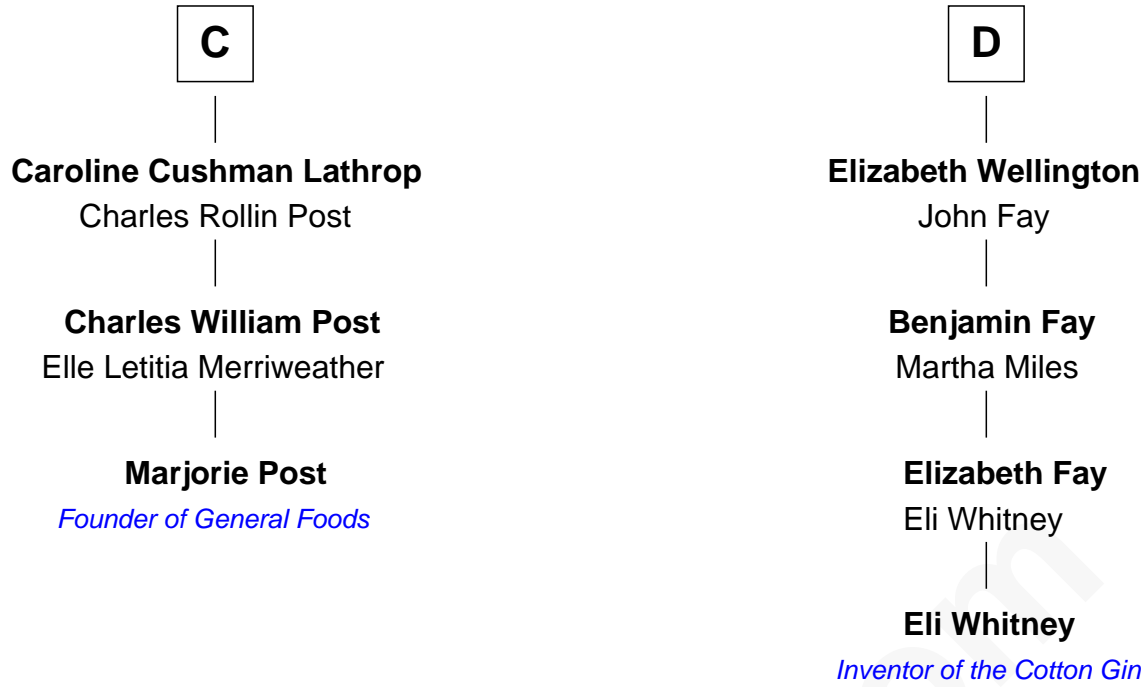 C
Caroline Cushman Lathrop
Charles Rollin Post
Charles William Post
Elle Letitia Merriweather
Marjorie Post
Founder of General Foods
D
Elizabeth Wellington
John Fay
Benjamin Fay
Martha Miles
Elizabeth Fay
Eli Whitney
Eli Whitney
Inventor of the Cotton Gin